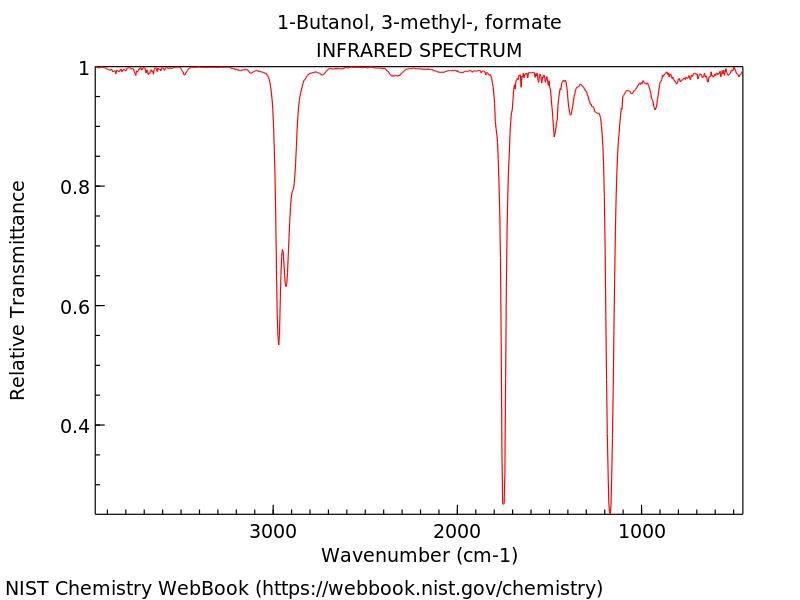 1-Butanol, 3-methyl-, formate
INFRARED SPECTRUM
1
0.8
0.6
0.4
Relative Transmittance
3000 2000 1000
Wavenumber (cm-1)
NIST Chemistry WebBook (https://webbook.nist.gov/chemistry)